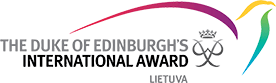 THE DUKE OF EDINBURGH'S
INTERNATIONAL AWARD
LIETUVA